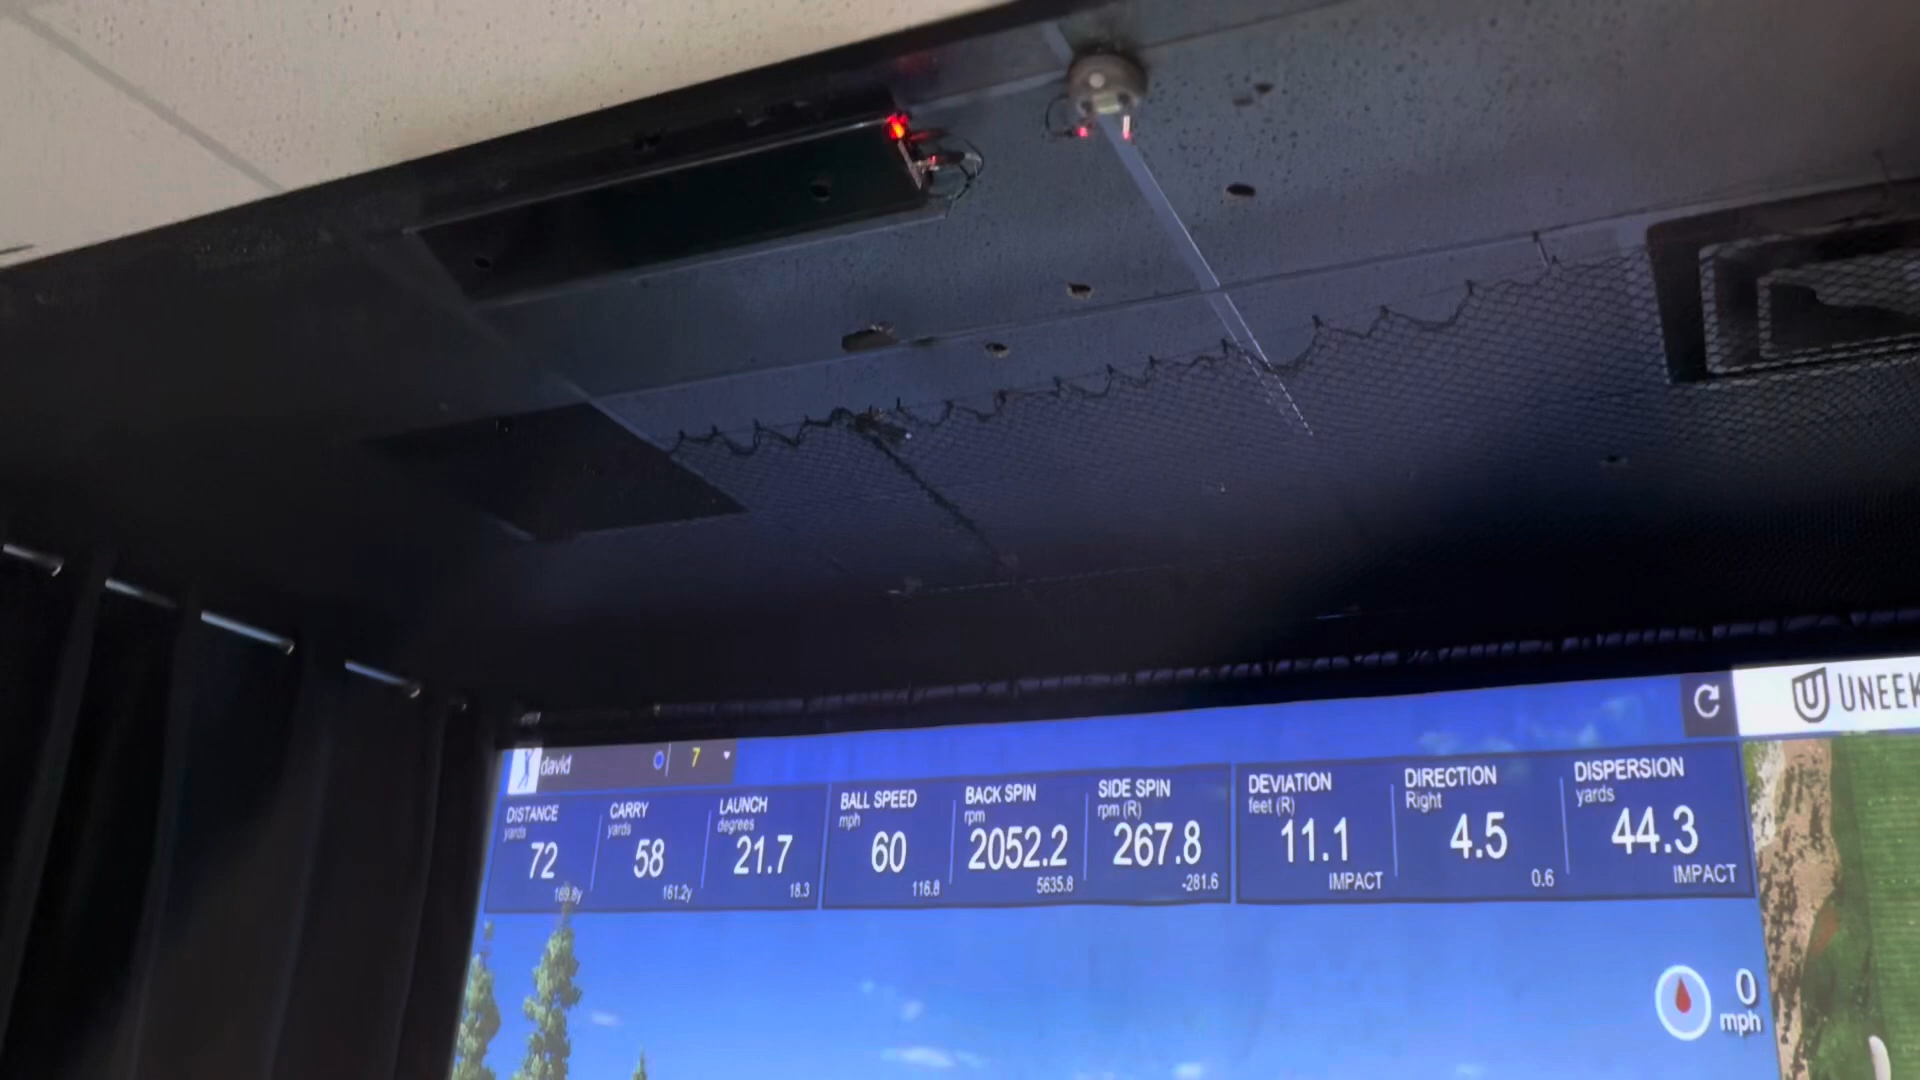 UNEEK
david 7
DISTANCE
yards
72
169.8y
CARRY
yards
58
161.2y
LAUNCH
degrees
21.7
18.3
BALL SPEED
mph
60
116.8
BACK SPIN
rpm
2052.2
5635.8
SIDE SPIN
rpm (R)
267.8
-281.6
DEVIATION
feet (R)
11.1
IMPACT
DIRECTION
Right
4.5
0.6
DISPERSION
yards
44.3
IMPACT
0
mph